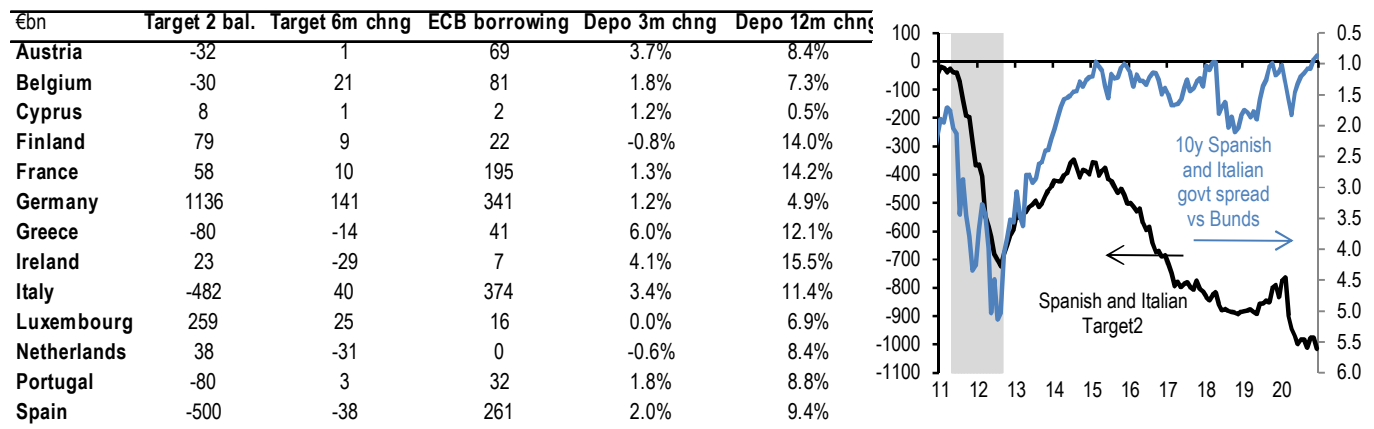 €bn Target 2 bal. Target 6m chng ECB borrowing Depo 3m chng Depo 12m chng
Austria -32 1 69 3.7% 8.4%
Belgium -30 21 81 1.8% 7.3%
Cyprus 8 1 2 1.2% 0.5%
Finland 79 9 22 -0.8% 14.0%
France 58 10 195 1.3% 14.2%
Germany 1136 141 341 1.2% 4.9%
Greece -80 -14 41 6.0% 12.1%
Ireland 23 -29 7 4.1% 15.5%
Italy -482 40 374 3.4% 11.4%
Luxembourg 259 25 16 0.0% 6.9%
Netherlands 38 -31 0 -0.6% 8.4%
Portugal -80 3 32 1.8% 8.8%
Spain -500 -38 261 2.0% 9.4%
100 0.5
0 1.0
-100 1.5
-200 2.0
-300 2.5
-400 3.0
-500 3.5
-600 4.0
-700 4.5
-800 5.0
-900 5.5
-1000 6.0
-1100
10y Spanish
and Italian
govt spread
vs Bunds
Spanish and Italian
Target2
11 12 13 14 15 16 17 18 19 20